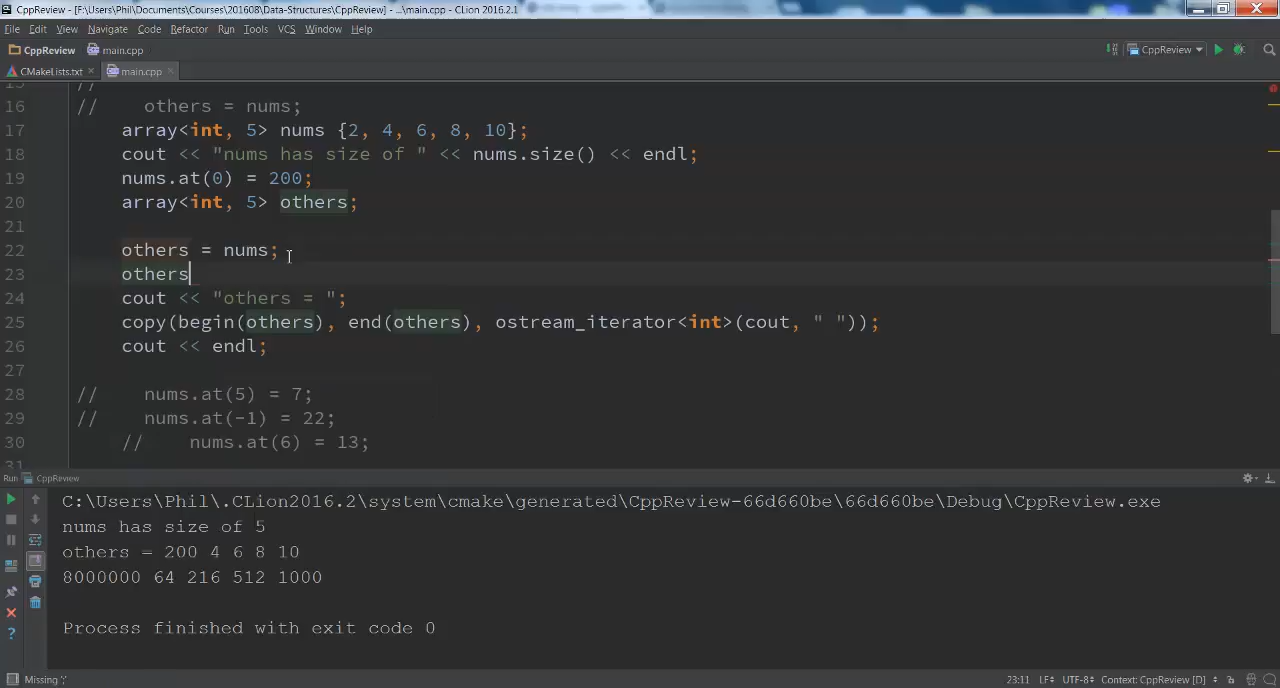 CppReview - [F:\Users\Phil\Documents\Courses\201608\Data-Structures\CppReview] - ...\main.cpp - CLion 2016.2.1
File Edit View Navigate Code Refactor Run Tools VCS Window Help
CppReview main.cpp CppReview
CMakeLists.txt main.cpp
15 //
16 // others = nums;
17 array<int, 5> nums {2, 4, 6, 8, 10};
18 cout << "nums has size of " << nums.size() << endl;
19 nums.at(0) = 200;
20 array<int, 5> others;
21
22 others = nums;
23 others
24 cout << "others = ";
25 copy(begin(others), end(others), ostream_iterator<int>(cout, " "));
26 cout << endl;
27
28 // nums.at(5) = 7;
29 // nums.at(-1) = 22;
30 // nums.at(6) = 13;
31
Run CppReview
C:\Users\Phil\.CLion2016.2\system\cmake\generated\CppReview-66d660be\66d660be\Debug\CppReview.exe
nums has size of 5
others = 200 4 6 8 10
8000000 64 216 512 1000
Process finished with exit code 0
Missing ';' 23:11 LF UTF-8 Context: CppReview [D]